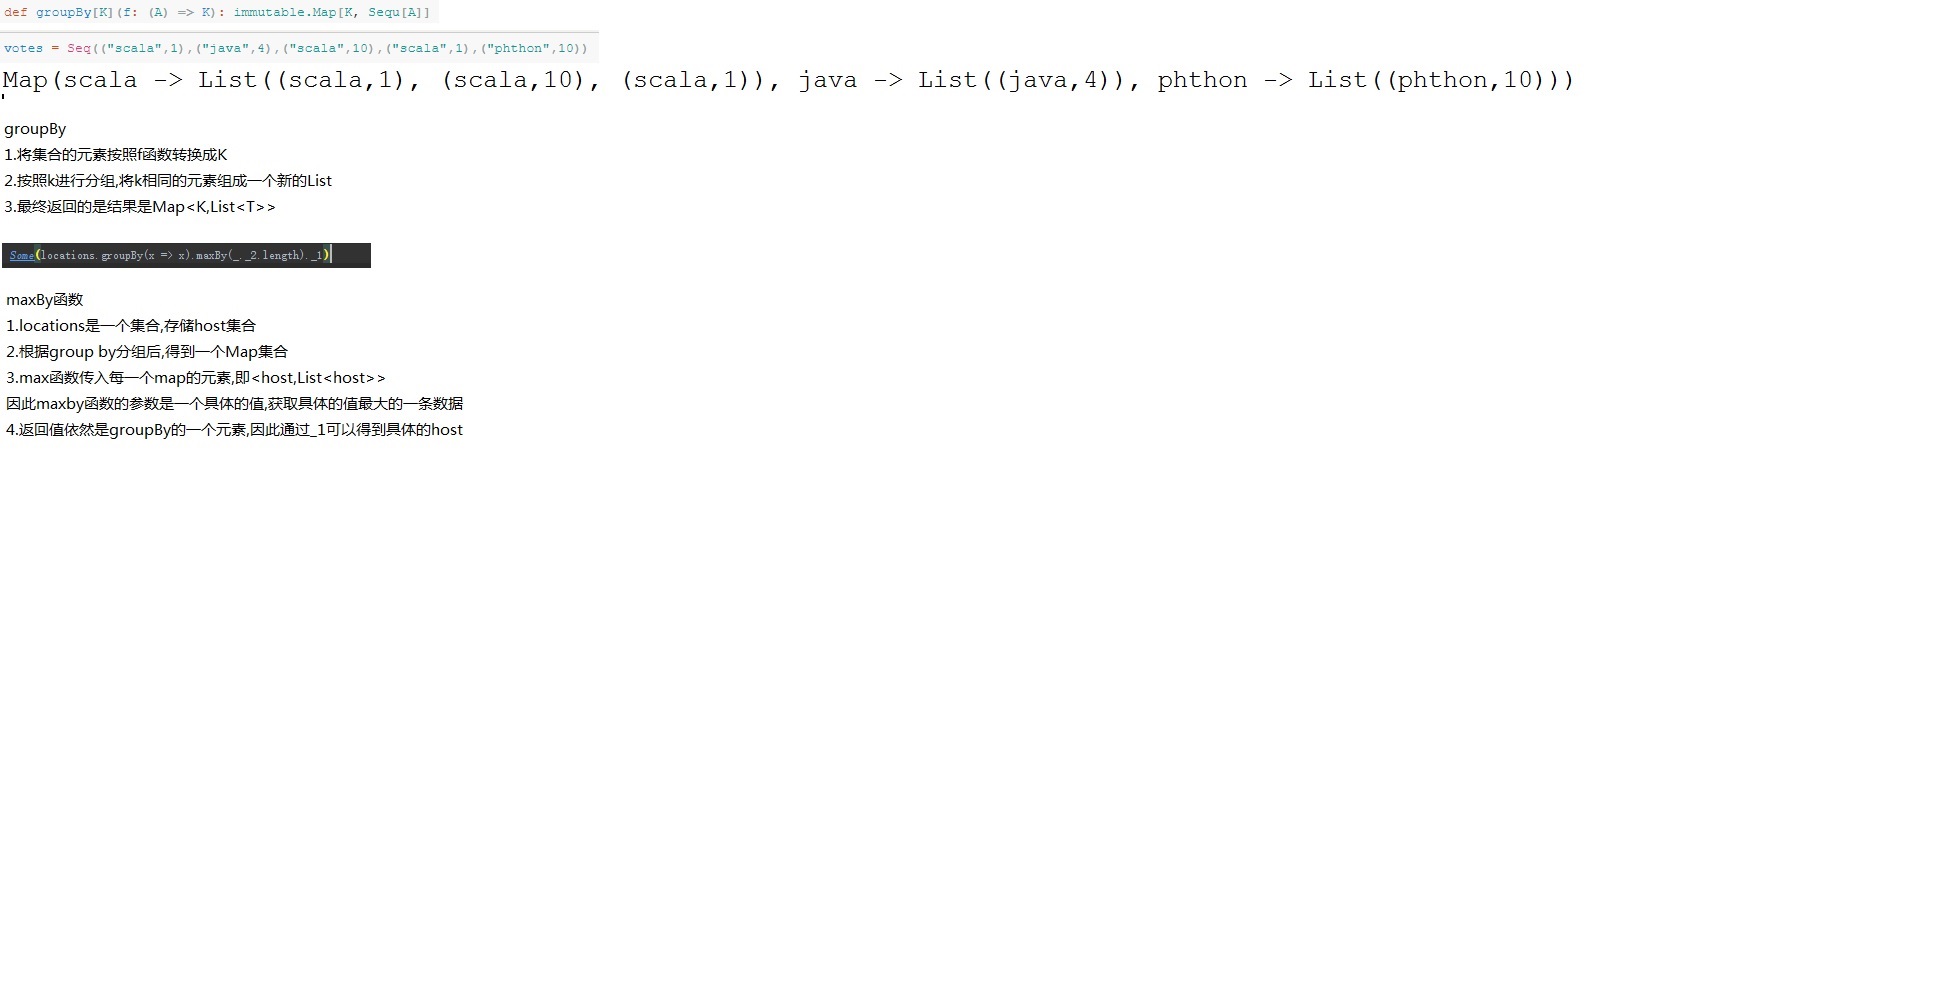 def groupBy[K](f: (A) => K): immutable.Map[K, Sequ[A]]
votes = Seq(("scala",1),("java",4),("scala",10),("scala",1),("phthon",10))
Map(scala -> List((scala,1), (scala,10), (scala,1)), java -> List((java,4)), phthon -> List((phthon,10)))
groupBy
1.将集合的元素按照f函数转换成K
2.按照k进行分组,将k相同的元素组成一个新的List
3.最终返回的是结果是Map<K,List<T>>
Some(locations.groupBy(x => x).maxBy(_._2.length)._1)
maxBy函数
1.locations是一个集合,存储host集合
2.根据group by分组后,得到一个Map集合
3.max函数传入每一个map的元素,即<host,List<host>>
因此maxby函数的参数是一个具体的值,获取具体的值最大的一条数据
4.返回值依然是groupBy的一个元素,因此通过_1可以得到具体的host